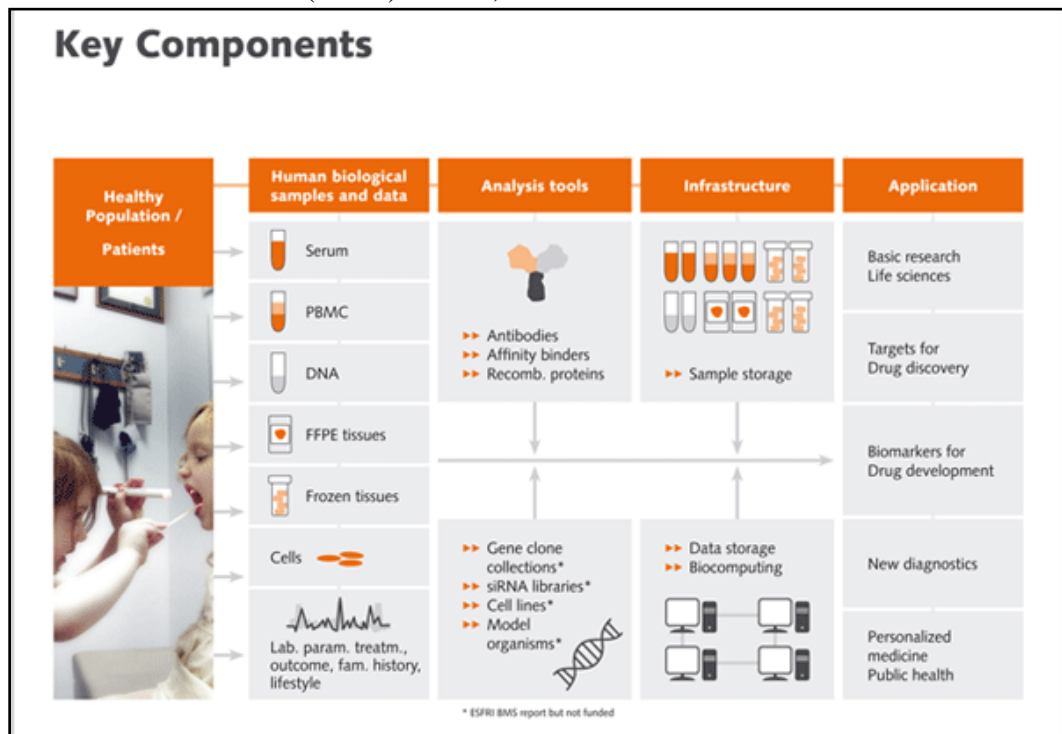 Key Components
Healthy
Population /
Patients
Human biological
samples and data
Serum
PBMC
DNA
FFPE tissues
Frozen tissues
Cells
Lab. param. treatm.,
outcome, fam. history,
lifestyle
Analysis tools
▸▸ Antibodies
▸▸ Affinity binders
▸▸ Recomb. proteins
▸▸ Gene clone
collections*
▸▸ siRNA libraries*
▸▸ Cell lines*
▸▸ Model
organisms*
Infrastructure
▸▸ Sample storage
▸▸ Data storage
▸▸ Biocomputing
Application
Basic research
Life sciences
Targets for
Drug discovery
Biomarkers for
Drug development
New diagnostics
Personalized
medicine
Public health
* ESFRI BMS report but not funded